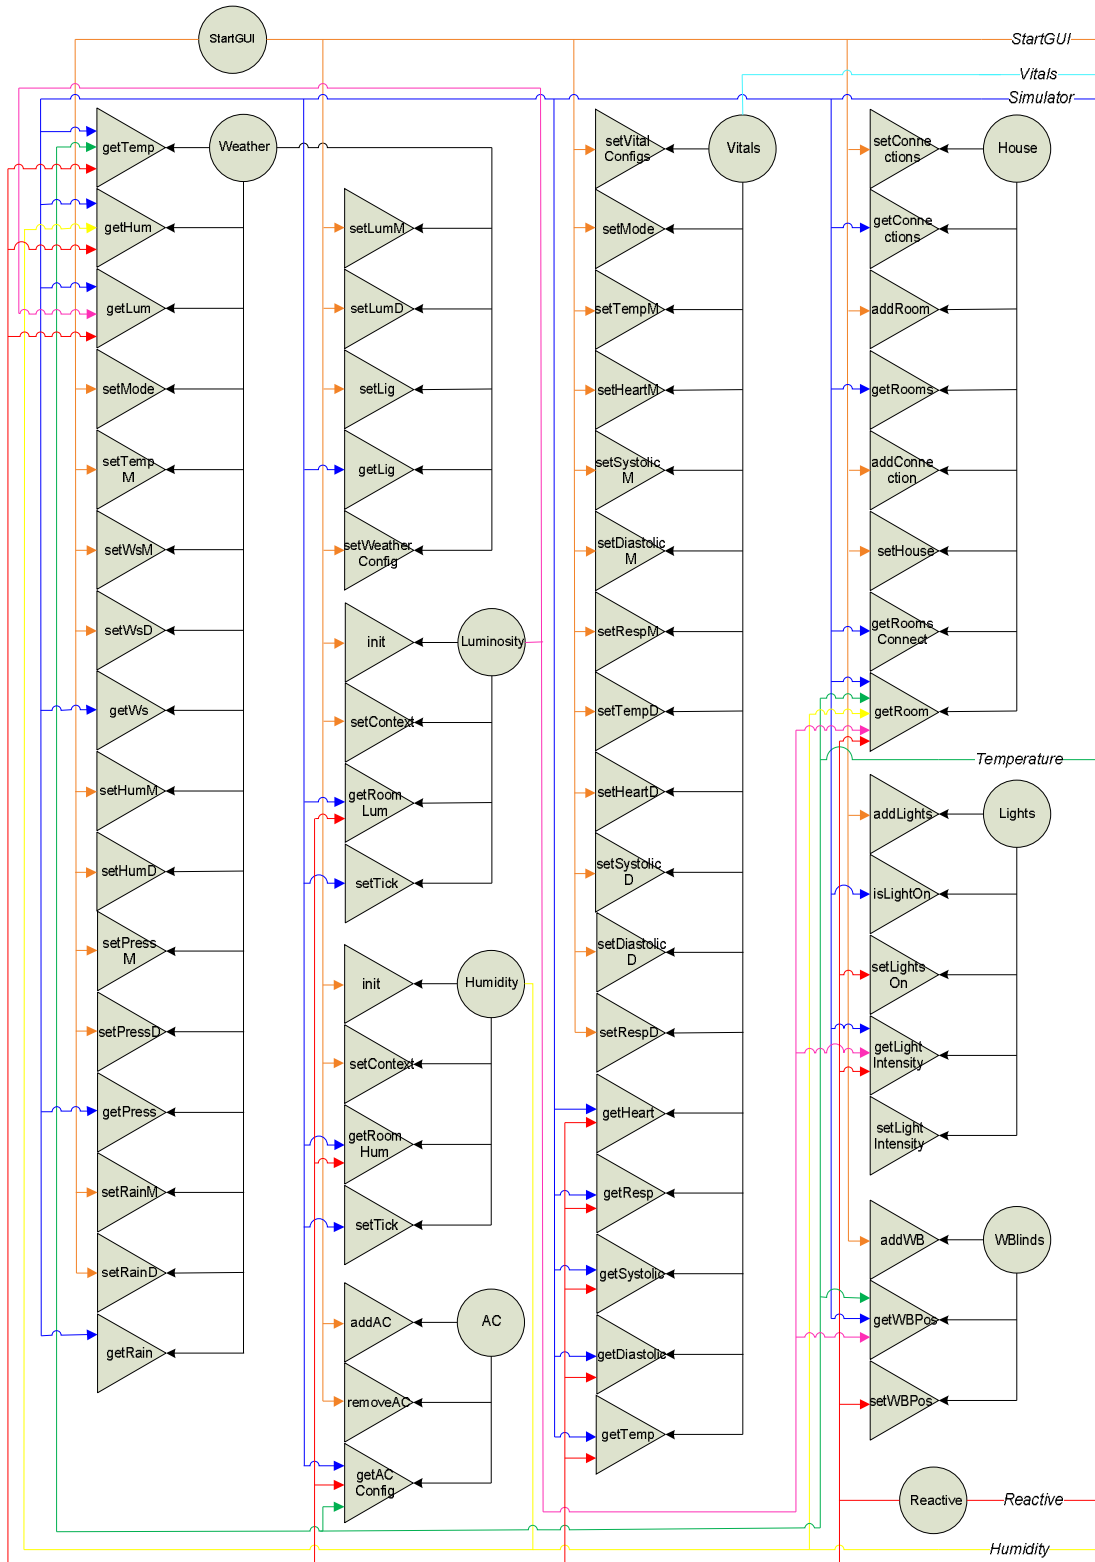 StartGUI
StartGUI
Vitals
Simulator
getTemp
Weather
getHum
getLum
setMode
setTemp
M
setWsM
setWsD
getWs
setHumM
setHumD
setPress
M
setPressD
getPress
setRainM
setRainD
getRain
setLumM
setLumD
setLig
getLig
setWeather
Config
init
Luminosity
setContext
getRoom
Lum
setTick
init
Humidity
setContext
getRoom
Hum
setTick
addAC
AC
removeAC
getAC
Config
setVital
Configs
Vitals
setMode
setTempM
setHeartM
setSystolic
M
setDiastolic
M
setRespM
setTempD
setHeartD
setSystolic
D
setDiastolic
D
setRespD
getHeart
getResp
getSystolic
getDiastolic
getTemp
setConne
ctions
House
getConne
ctions
addRoom
getRooms
addConne
ction
setHouse
getRooms
Connect
getRoom
Temperature
addLights
Lights
isLightOn
setLights
On
getLight
Intensity
setLight
Intensity
addWB
WBlinds
getWBPos
setWBPos
Reactive
Reactive
Humidity